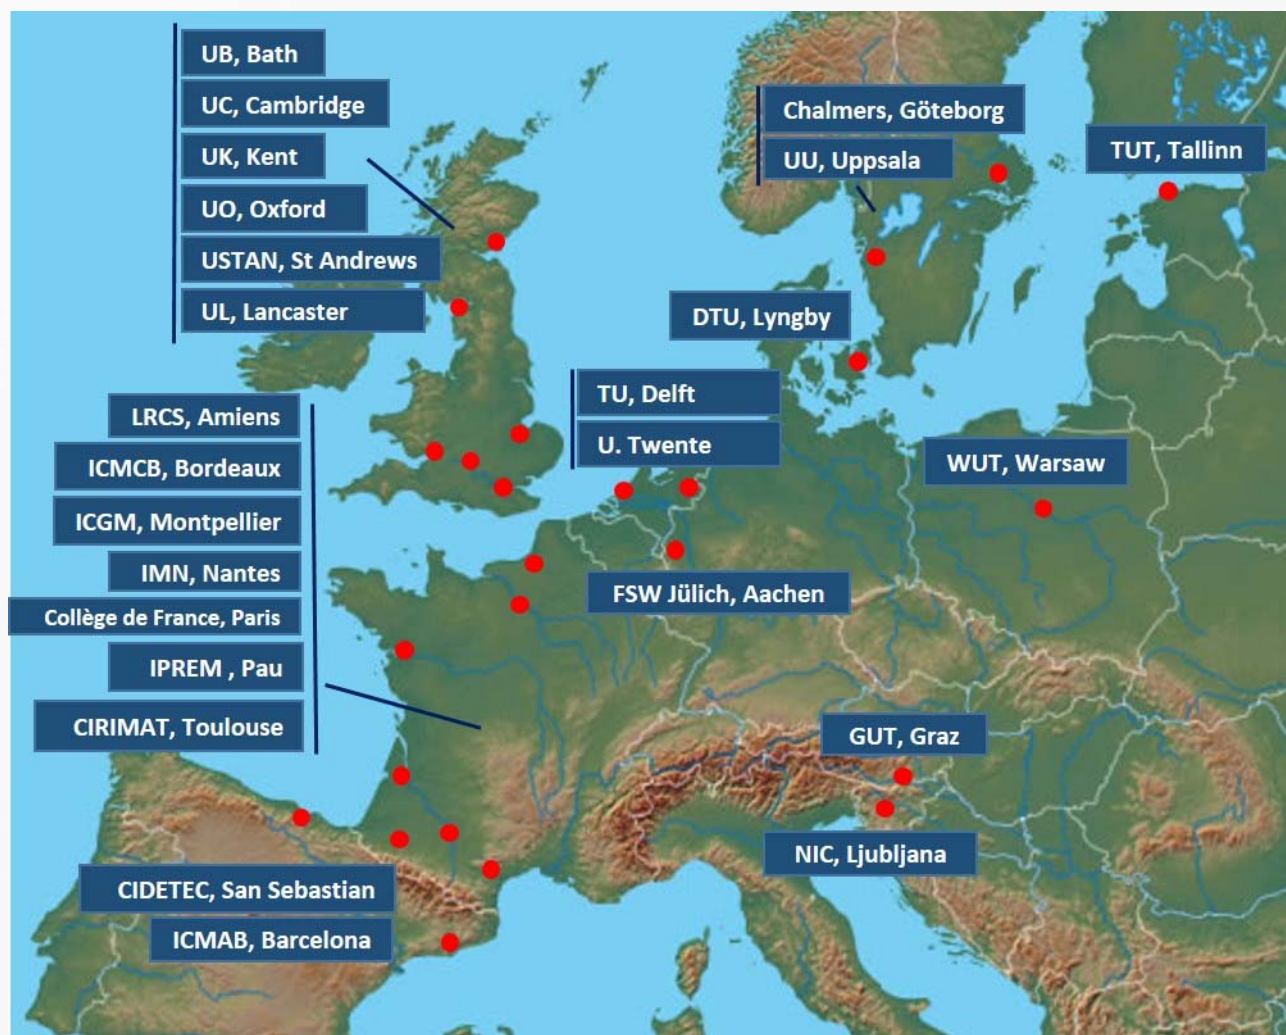 UB, Bath
UC, Cambridge
UK, Kent
UO, Oxford
USTAN, St Andrews
UL, Lancaster
Chalmers, Göteborg
UU, Uppsala
TUT, Tallinn
DTU, Lyngby
TU, Delft
U. Twente
WUT, Warsaw
LRCS, Amiens
ICMCB, Bordeaux
ICGM, Montpellier
IMN, Nantes
Collège de France, Paris
IPREM , Pau
CIRIMAT, Toulouse
FSW Jülich, Aachen
GUT, Graz
NIC, Ljubljana
CIDETEC, San Sebastian
ICMAB, Barcelona